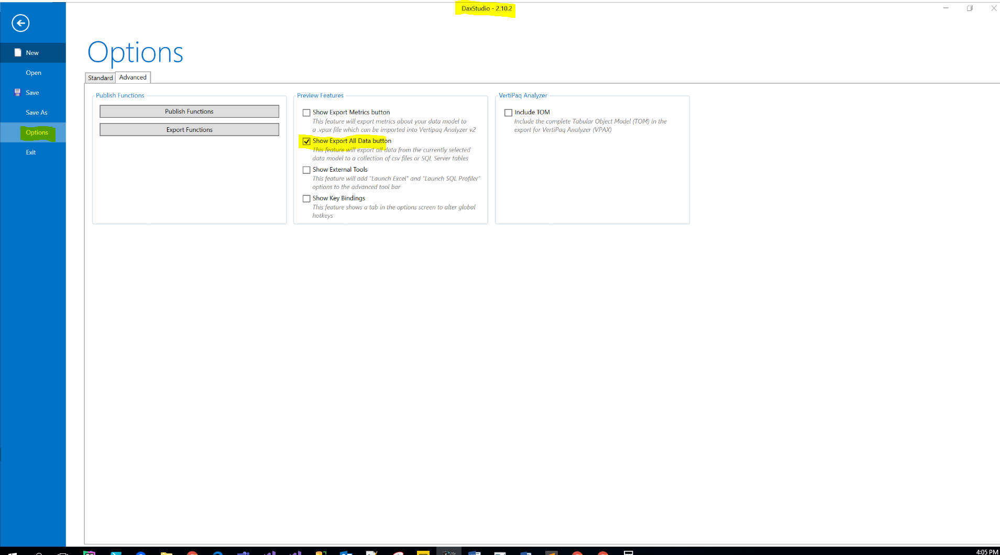 DaxStudio - 2.10.2
New
Open
Save
Save As
Options
Exit
Options
Standard
Advanced
Publish Functions
Publish Functions
Export Functions
Preview Features
Show Export Metrics button
This feature will export metrics about your data model to
a .vpax file which can be imported into Vertipaq Analyzer v2
Show Export All Data button
This feature will export all data from the currently selected
data model to a collection of csv files or SQL Server tables
Show External Tools
This feature will add "Launch Excel" and "Launch SQL Profiler"
options to the advanced tool bar
Show Key Bindings
This feature shows a tab in the options screen to alter global
hotkeys
VertiPaq Analyzer
Include TOM
Include the complete Tabular Object Model (TOM) in the
export for VertiPaq Analyzer (VPAX)
4:05 PM